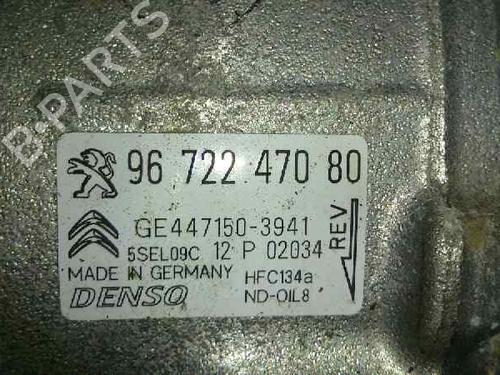 B-PARTS
96 722 470 80
GE447150-3941
5SEL09C 12 P 02034
MADE IN GERMANY
HFC134a
DENSO
ND-OIL8
REV